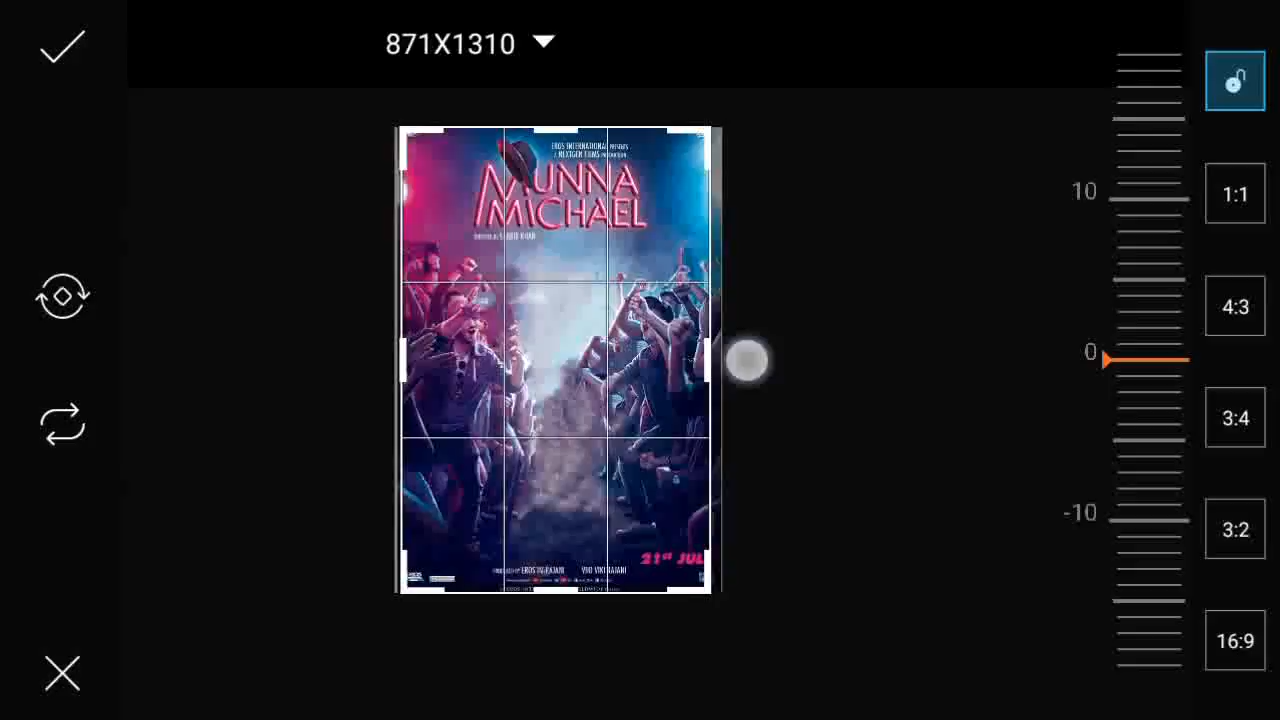 871X1310
EROS INTERNATIONAL PRESENTS
A NEXTGEN FILMS PRODUCTION
MUNNA
MICHAEL
21ST JUL
10
0
-10
1:1
4:3
3:4
3:2
16:9